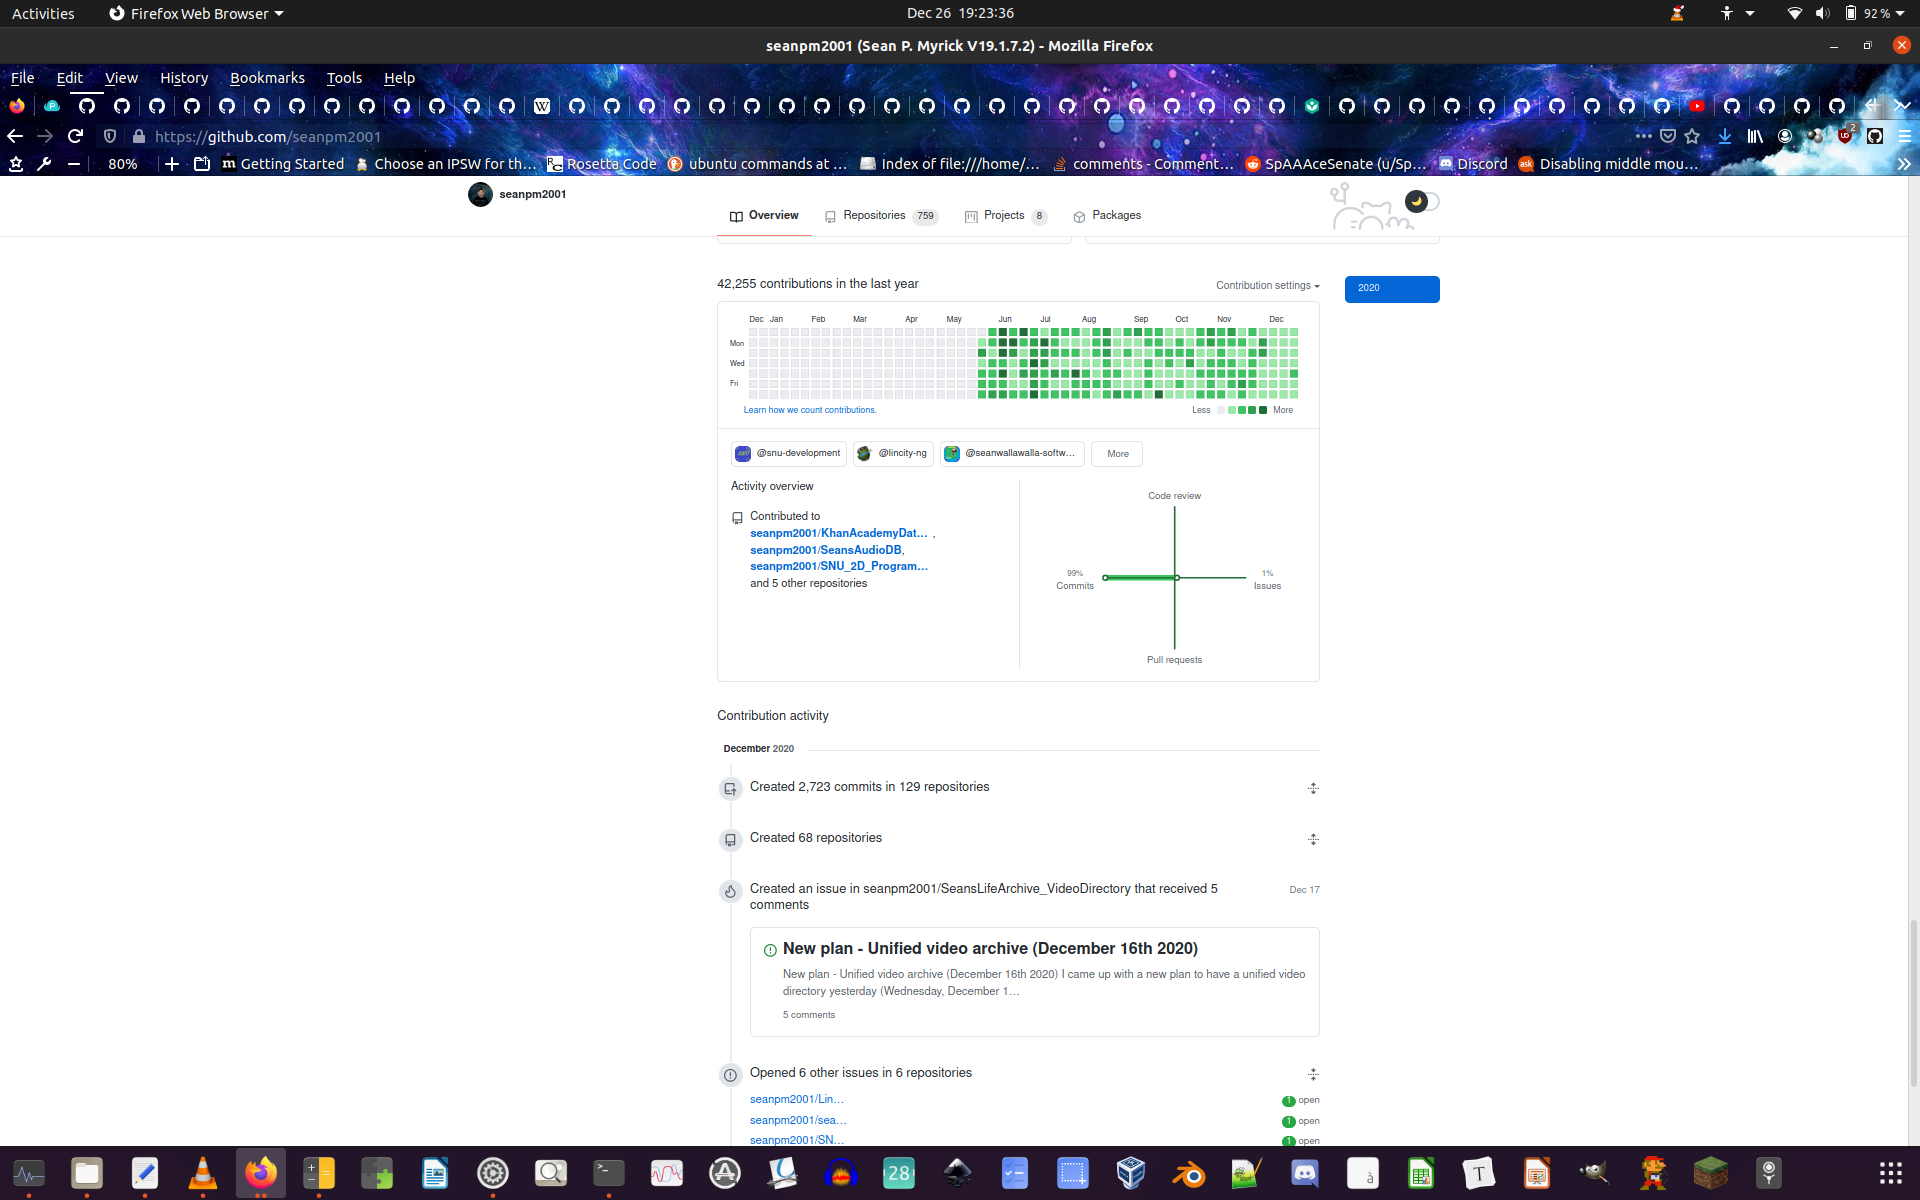 Activities
Firefox Web Browser
Dec 26 19:23:36
92 %
seanpm2001 (Sean P. Myrick V19.1.7.2) - Mozilla Firefox
File Edit View History Bookmarks Tools Help
https://github.com/seanpm2001
2
80%
Getting Started
Choose an IPSW for th…
Rosetta Code
ubuntu commands at …
Index of file:///home/…
comments - Comment…
SpAAAceSenate (u/Sp…
Discord
Disabling middle mou…
seanpm2001
Overview
Repositories 759
Projects 8
Packages
42,255 contributions in the last year
Contribution settings
2020
Dec Jan Feb Mar Apr May Jun Jul Aug Sep Oct Nov Dec
Mon
Wed
Fri
Learn how we count contributions.
Less More
@snu-development
@lincity-ng
@seanwallawalla-softw…
More
Activity overview
Contributed to
seanpm2001/KhanAcademyDat… ,
seanpm2001/SeansAudioDB,
seanpm2001/SNU_2D_Program…
and 5 other repositories
Code review
99%
Commits
1%
Issues
Pull requests
Contribution activity
December 2020
Created 2,723 commits in 129 repositories
Created 68 repositories
Created an issue in seanpm2001/SeansLifeArchive_VideoDirectory that received 5
comments
Dec 17
New plan - Unified video archive (December 16th 2020)
New plan - Unified video archive (December 16th 2020) I came up with a new plan to have a unified video
directory yesterday (Wednesday, December 1…
5 comments
Opened 6 other issues in 6 repositories
seanpm2001/Lin…
1 open
seanpm2001/sea…
1 open
seanpm2001/SN…
1 open
28